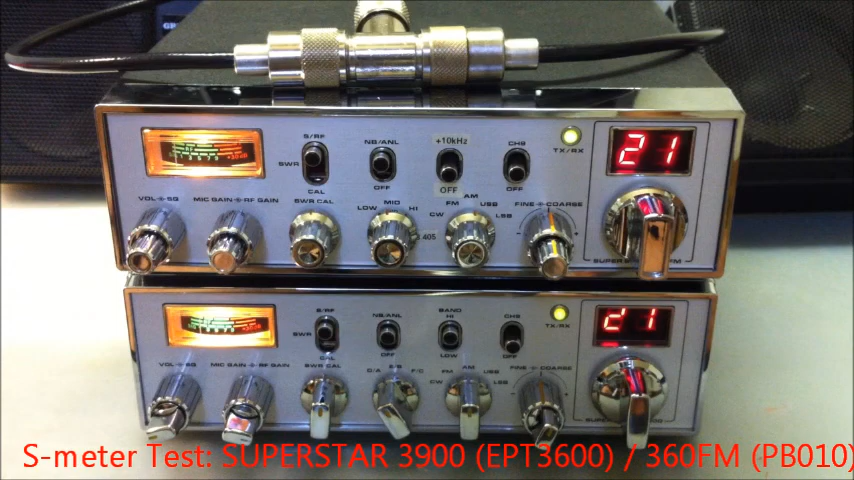 S/RF
NB/ANL
+10kHz
CHS
TX/RX
21
SWR
OFF
OFF
OFF
CAL
VOL SQ
MIC GAIN RF GAIN
SWR CAL
LOW MID HI
CW FM AM USB LSB
FINE COARSE
405
S/RF
NB/ANL
BAND
HI
CHS
TX/RX
SWR
OFF
LOW
OFF
CAL
VOL SQ
MIC GAIN RF GAIN
SWR CAL
CW FM AM USB LSB
FINE COARSE
S-meter Test: SUPERSTAR 3900 (EPT3600) / 360FM (PB010)